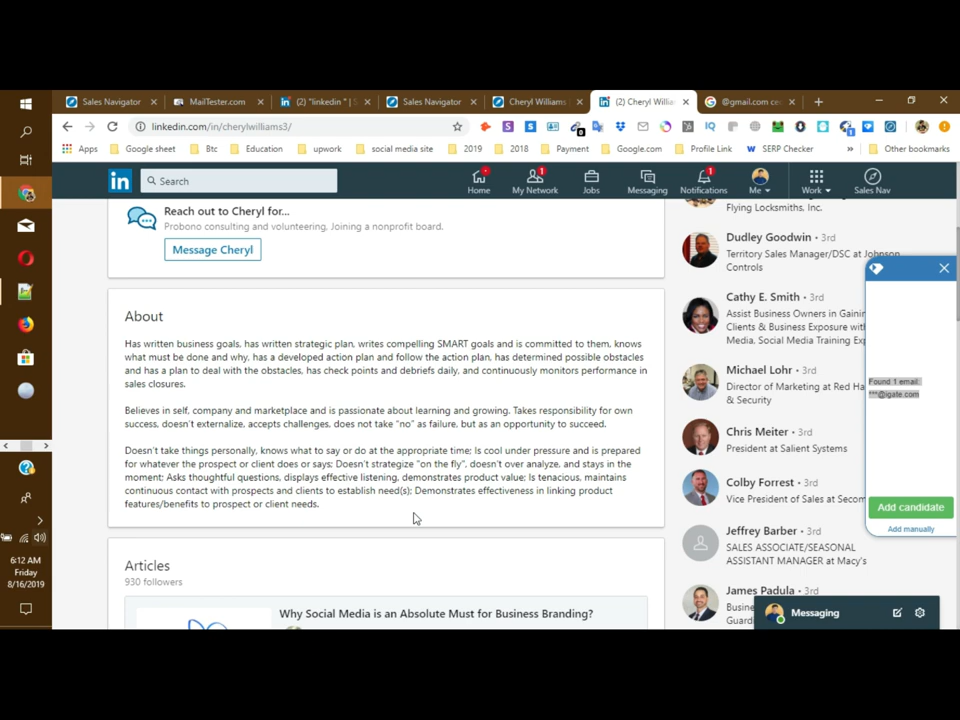 Sales Navigator
MailTester.com
(2) "linkedin " | S
Sales Navigator
Cheryl Williams
(2) Cheryl Willia
@gmail.com ce
linkedin.com/in/cherylwilliams3/
Apps
Google sheet
Btc
Education
upwork
social media site
2019
2018
Payment
Google.com
Profile Link
SERP Checker
Other bookmarks
Search
Home
My Network
Jobs
Messaging
Notifications
Me
Work
Sales Nav
Reach out to Cheryl for...
Probono consulting and volunteering. Joining a nonprofit board.
Message Cheryl
About
Has written business goals, has written strategic plan, writes compelling SMART goals and is committed to them, knows
what must be done and why, has a developed action plan and follow the action plan, has determined possible obstacles
and has a plan to deal with the obstacles, has check points and debriefs daily, and continuously monitors performance in
sales closures.
Believes in self, company and marketplace and is passionate about learning and growing. Takes responsibility for own
success, doesn't externalize, accepts challenges, does not take "no" as failure, but as an opportunity to succeed.
Doesn't take things personally, knows what to say or do at the appropriate time; Is cool under pressure and is prepared
for whatever the prospect or client does or says; Doesn't strategize "on the fly", doesn't over analyze, and stays in the
moment; Asks thoughtful questions, displays effective listening, demonstrates product value; Is tenacious, maintains
continuous contact with prospects and clients to establish need(s); Demonstrates effectiveness in linking product
features/benefits to prospect or client needs.
Articles
930 followers
Why Social Media is an Absolute Must for Business Branding?
Flying Locksmiths, Inc.
Dudley Goodwin • 3rd
Territory Sales Manager/DSC at Johnson
Controls
Cathy E. Smith • 3rd
Assist Business Owners in Gainin
Clients & Business Exposure with
Media. Social Media Training Exp
Michael Lohr • 3rd
Director of Marketing at Red Ha
& Security
Chris Meiter • 3rd
President at Salient Systems
Colby Forrest • 3rd
Vice President of Sales at Secom
Jeffrey Barber • 3rd
SALES ASSOCIATE/SEASONAL
ASSISTANT MANAGER at Macy's
James Padula • 3rd
Busine
Guardi
Found 1 email:
***@igate.com
Add candidate
Add manually
Messaging
6:12 AM
Friday
8/16/2019